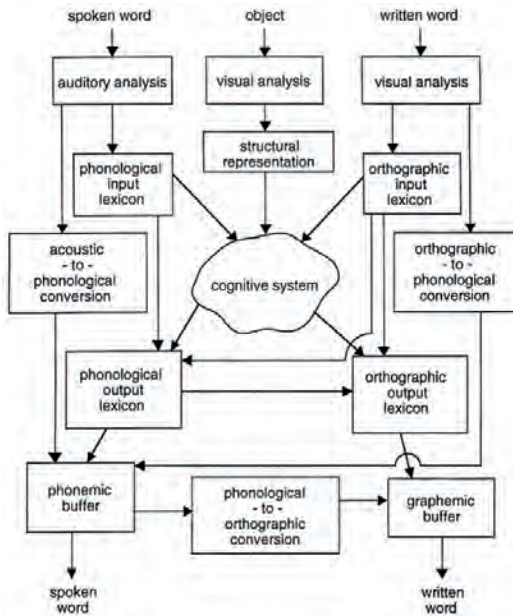 spoken word
object
written word
auditory analysis
visual analysis
visual analysis
structural
representation
phonological
input
lexicon
orthographic
input
lexicon
acoustic
- to -
phonological
conversion
cognitive system
orthographic
- to -
phonological
conversion
phonological
output
lexicon
orthographic
output
lexicon
phonemic
buffer
phonological
- to -
orthographic
conversion
graphemic
buffer
spoken
word
written
word